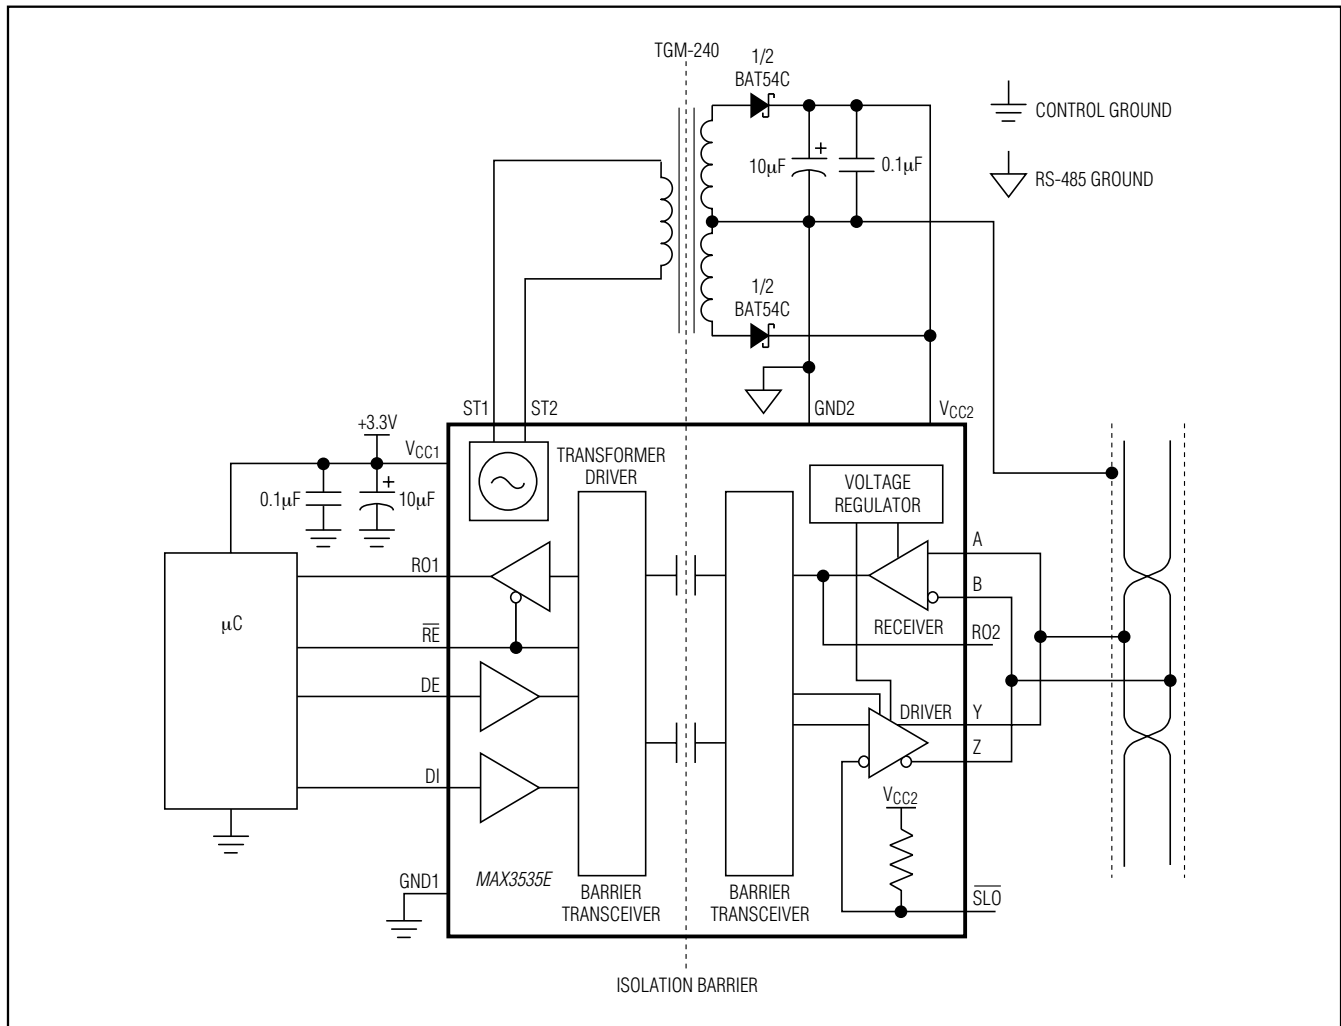 TGM-240
1/2
BAT54C
CONTROL GROUND
10µF
+
0.1µF
RS-485 GROUND
1/2
BAT54C
ST1
ST2
GND2
VCC2
+3.3V
VCC1
TRANSFORMER
DRIVER
VOLTAGE
REGULATOR
0.1µF
+
10µF
A
RO1
B
µC
RECEIVER
RE
RO2
DE
DRIVER
Y
Z
DI
VCC2
GND1
MAX3535E
BARRIER
TRANSCEIVER
BARRIER
TRANSCEIVER
SLO
ISOLATION BARRIER